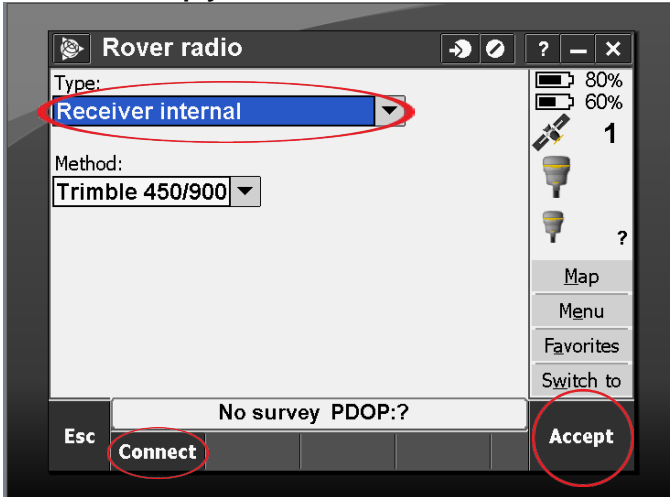 Rover radio
? – ×
Type:
Receiver internal
Method:
Trimble 450/900
80%
60%
1
?
Map
Menu
Favorites
Switch to
No survey PDOP:?
Esc
Connect
Accept